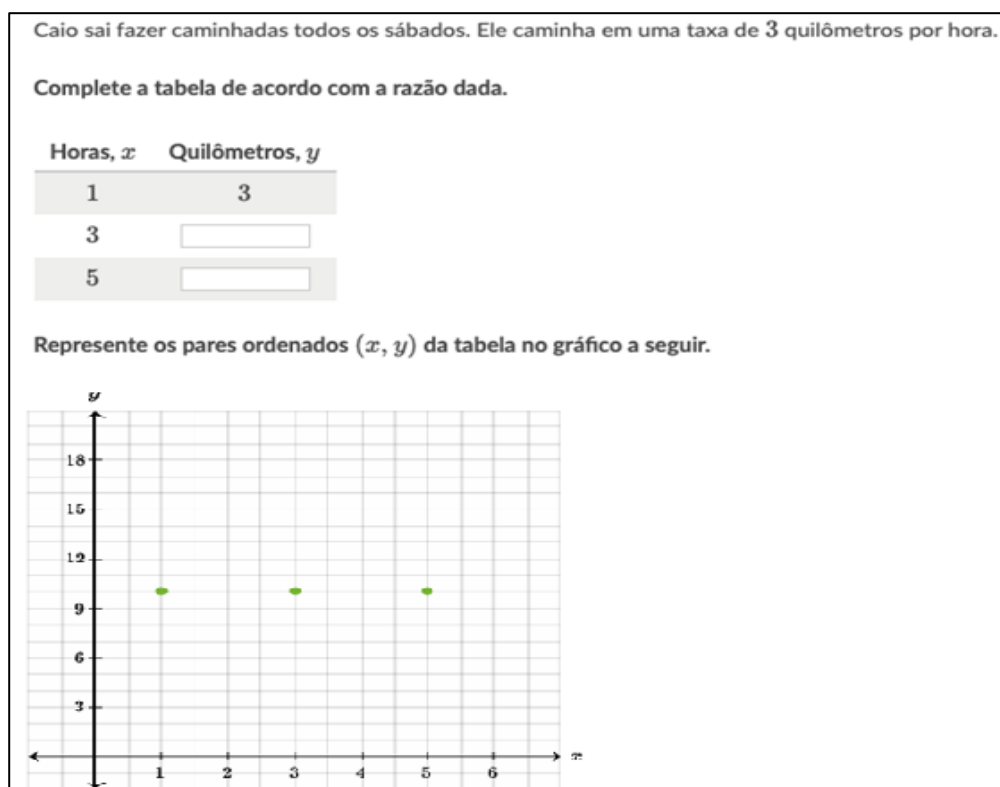 Caio sai fazer caminhadas todos os sábados. Ele caminha em uma taxa de 3 quilômetros por hora.
Complete a tabela de acordo com a razão dada.
Horas, x Quilômetros, y
1 3
3
5
Represente os pares ordenados (x, y) da tabela no gráfico a seguir.
y
18
15
12
9
6
3
x
1 2 3 4 5 6